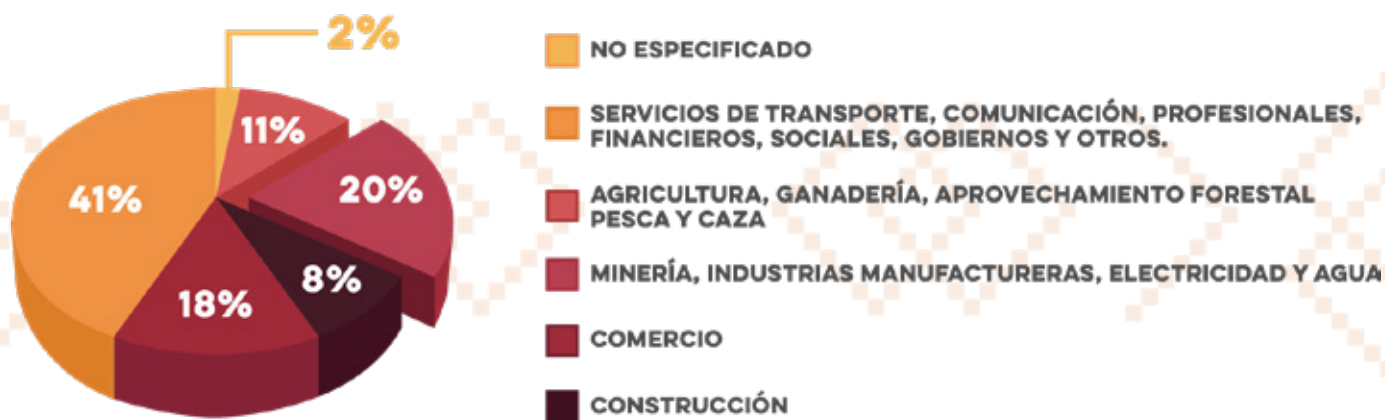 2%
11%
20%
41%
8%
18%
NO ESPECIFICADO
SERVICIOS DE TRANSPORTE, COMUNICACIÓN, PROFESIONALES,
FINANCIEROS, SOCIALES, GOBIERNOS Y OTROS.
AGRICULTURA, GANADERÍA, APROVECHAMIENTO FORESTAL
PESCA Y CAZA
MINERÍA, INDUSTRIAS MANUFACTURERAS, ELECTRICIDAD Y AGUA
COMERCIO
CONSTRUCCIÓN